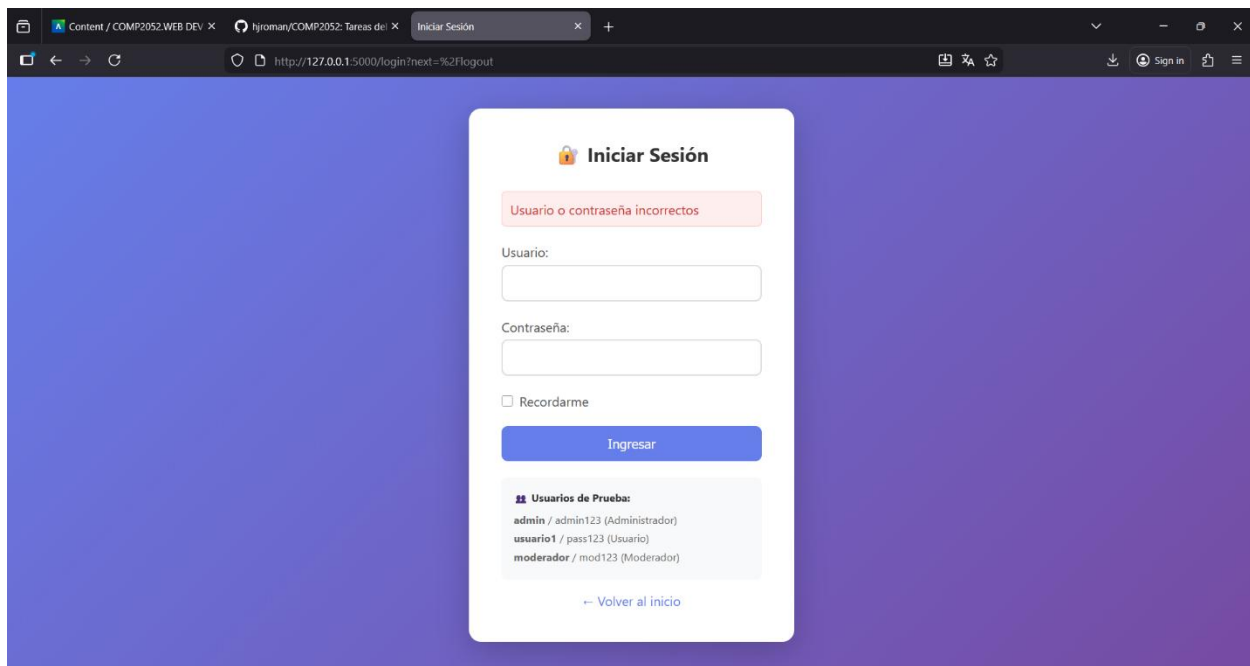 Content / COMP2052.WEB DEV
hjroman/COMP2052: Tareas del
Iniciar Sesión
http://127.0.0.1:5000/login?next=%2Flogout
Sign in
Iniciar Sesión
Usuario o contraseña incorrectos
Usuario:
Contraseña:
Recordarme
Ingresar
Usuarios de Prueba:
admin / admin123 (Administrador)
usuario1 / pass123 (Usuario)
moderador / mod123 (Moderador)
← Volver al inicio